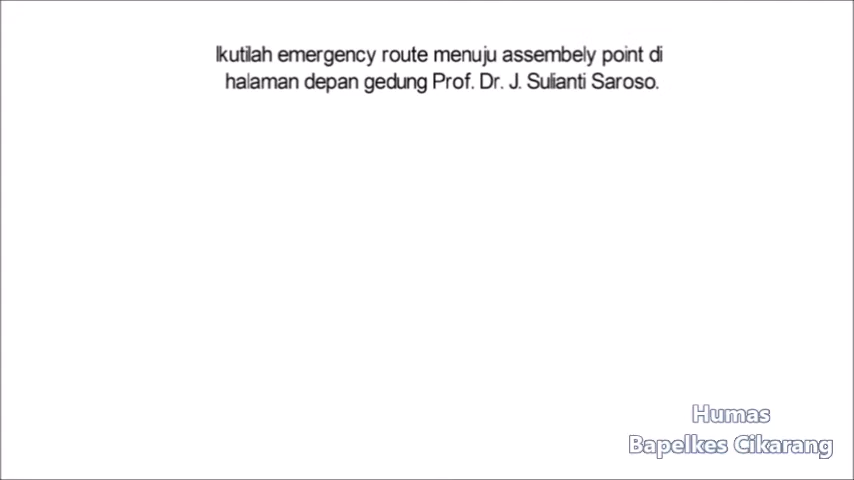 Ikutilah emergency route menuju assembely point di
halaman depan gedung Prof. Dr. J. Sulianti Saroso.
Humas
Bapelkes Cikarang